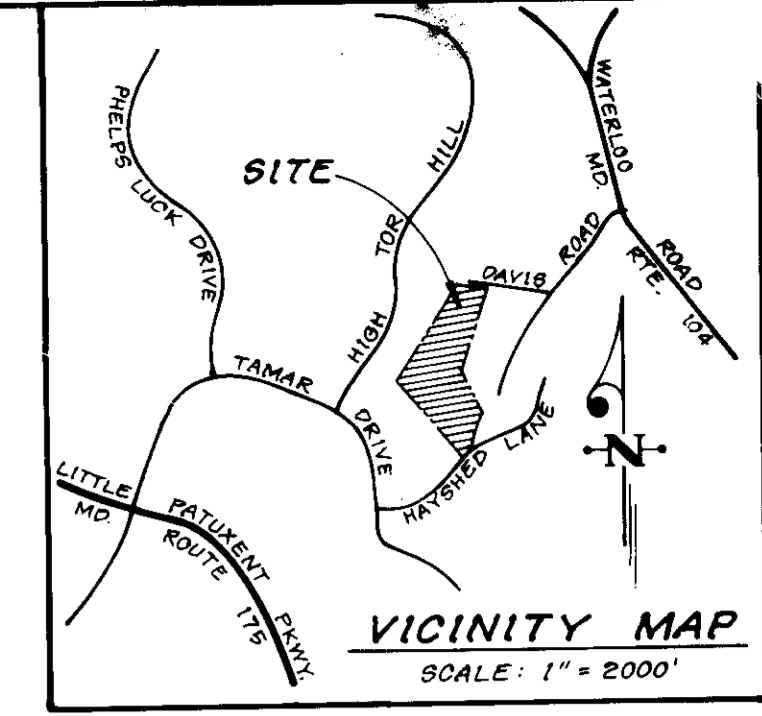 PHELPS LUCK DRIVE
SITE
HIGH TOR HILL
WATERLOO ROAD
MD. RTE. 104
DAVIS ROAD
TAMAR DRIVE
HAYSHED LANE
LITTLE PATUXENT PKWY.
MD. ROUTE 175
N
VICINITY MAP
SCALE: 1" = 2000'